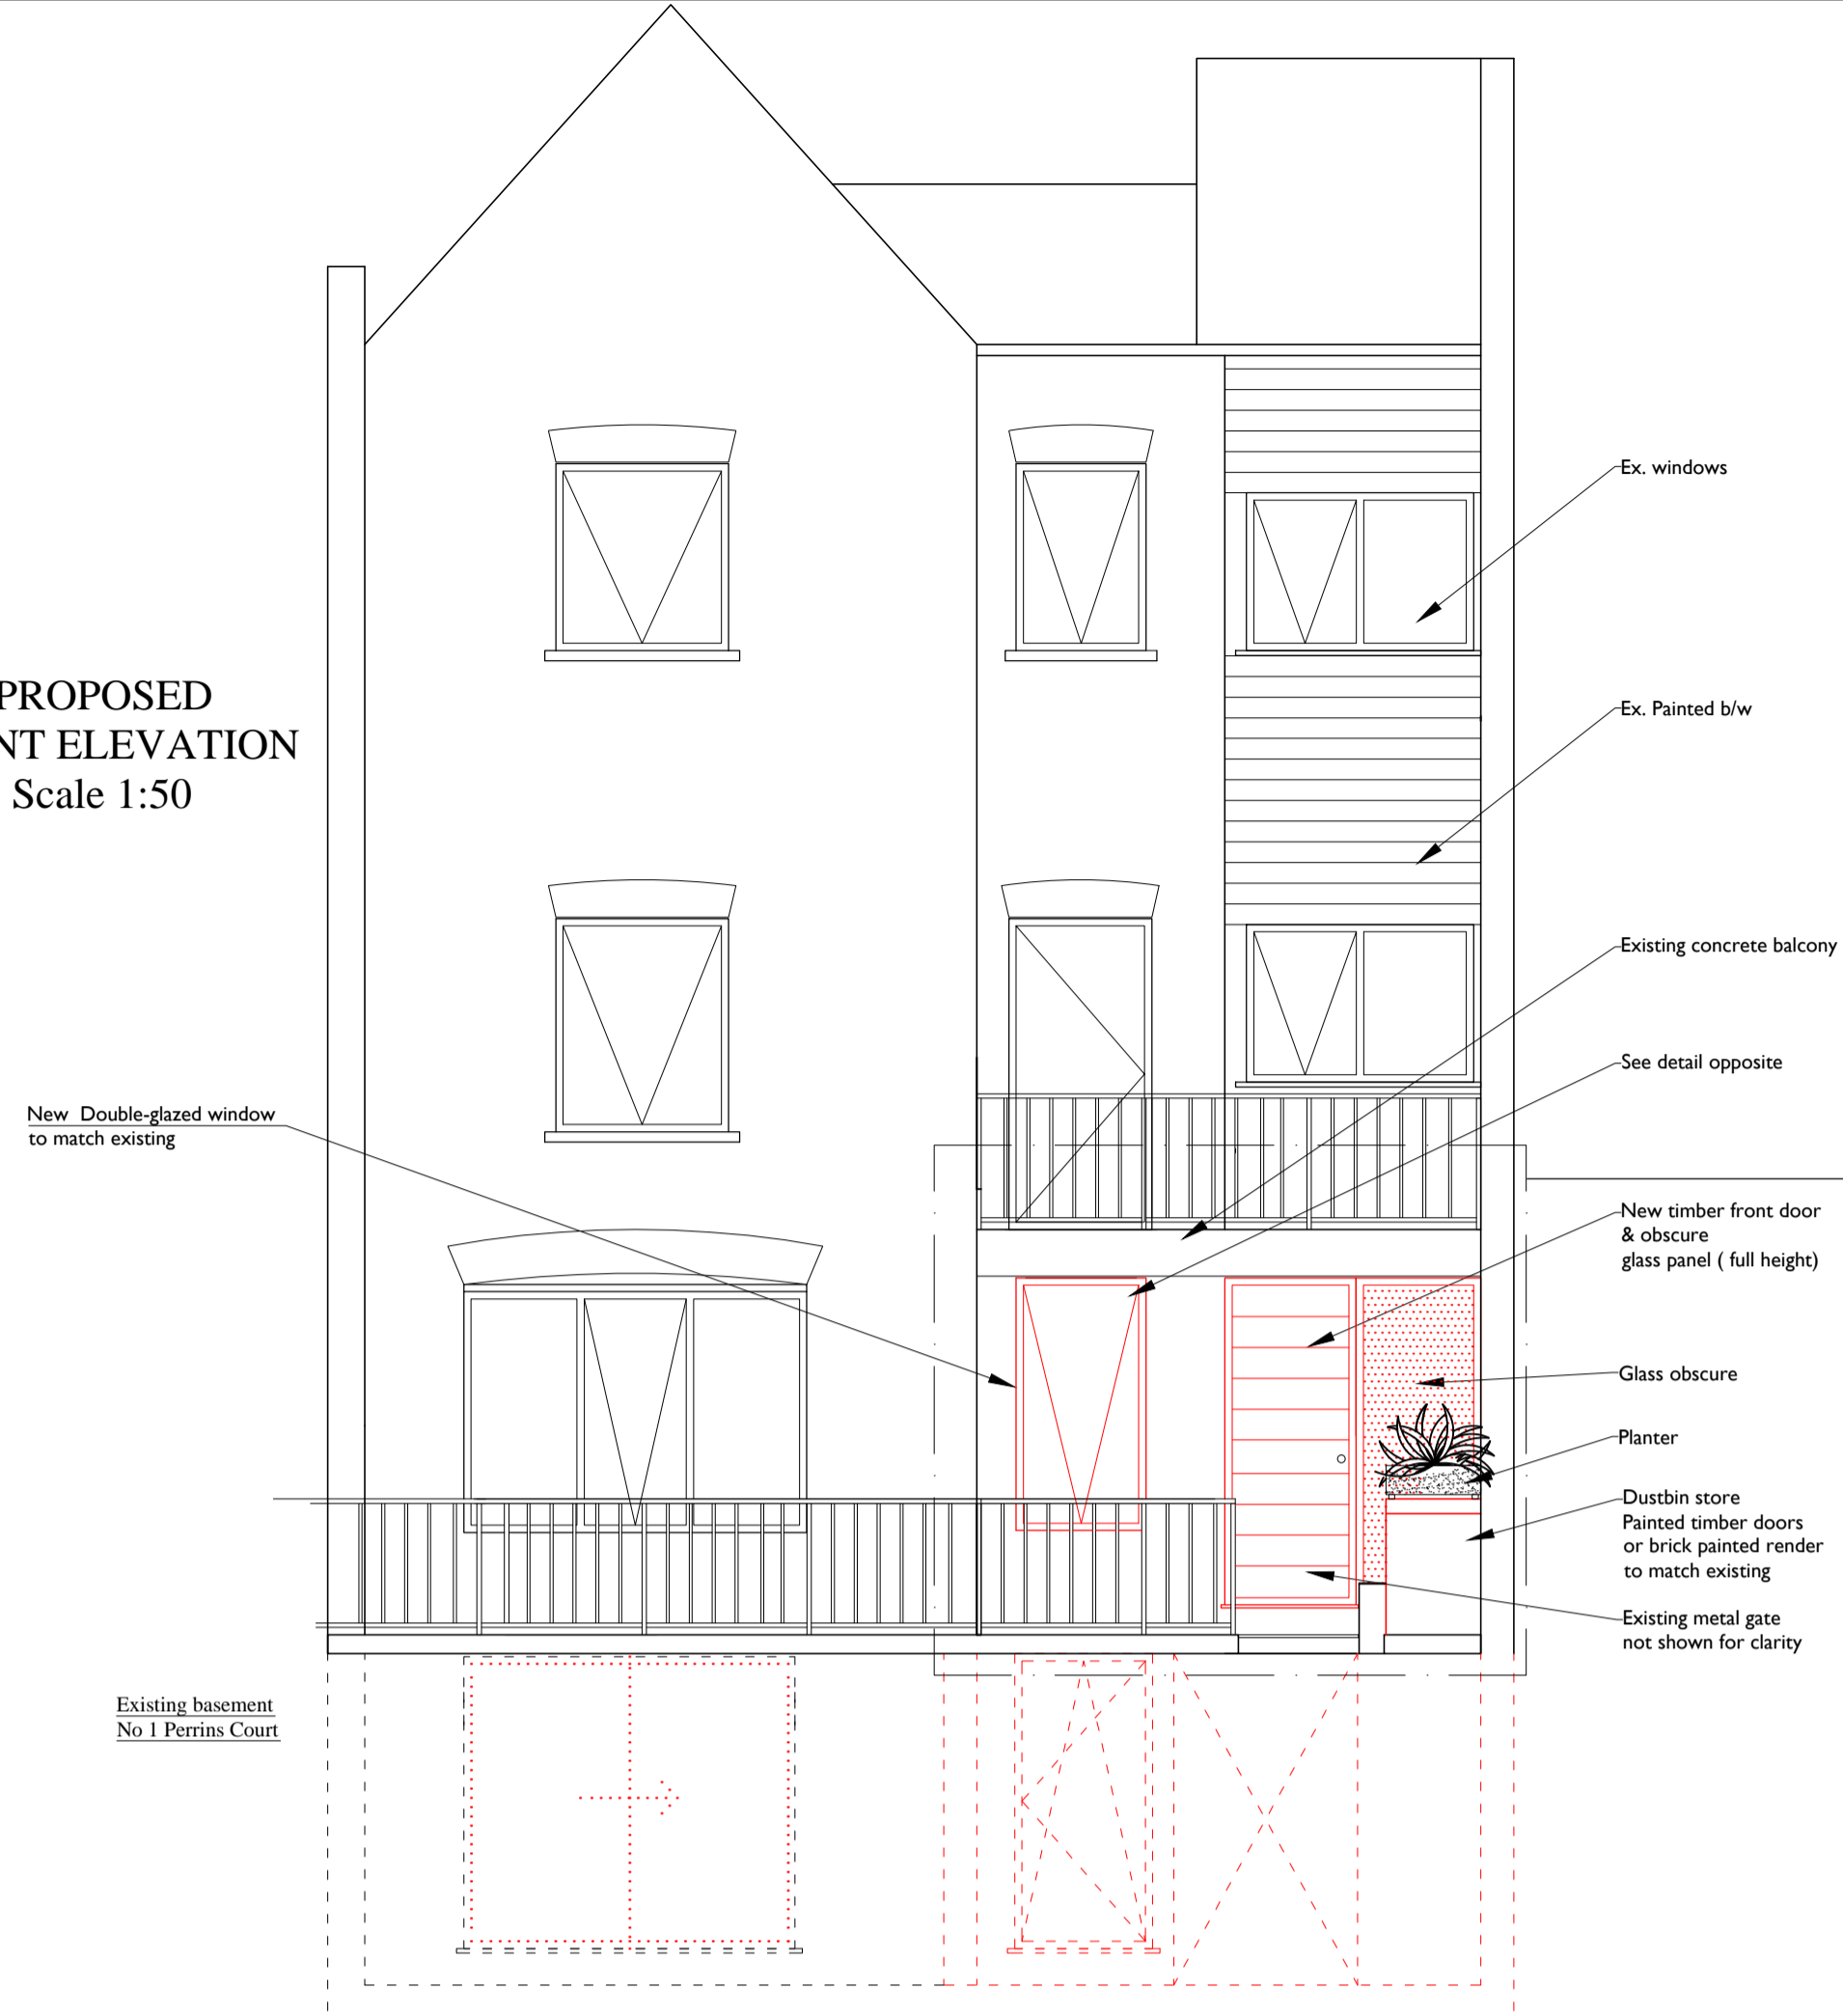 PROPOSED
NT ELEVATION
Scale 1:50
Ex. windows
Ex. Painted b/w
Existing concrete balcony
See detail opposite
New Double-glazed window
to match existing
New timber front door
& obscure
glass panel ( full height)
Glass obscure
Planter
Dustbin store
Painted timber doors
or brick painted render
to match existing
Existing metal gate
not shown for clarity
Existing basement
No 1 Perrins Court